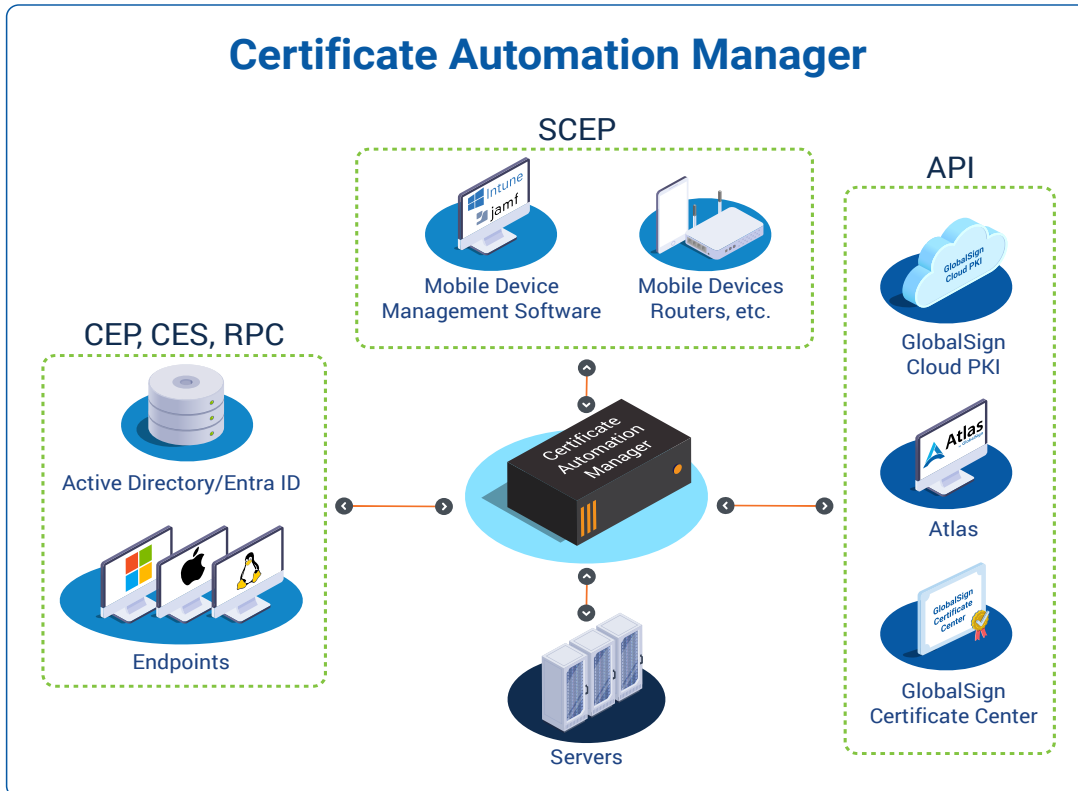 Certificate Automation Manager
SCEP
Intune
jamf
Mobile Device
Management Software
Mobile Devices
Routers, etc.
API
GlobalSign
Cloud PKI
GlobalSign
Cloud PKI
Atlas
Atlas
GlobalSign
Certificate
Center
GlobalSign
Certificate Center
CEP, CES, RPC
Active Directory/Entra ID
Endpoints
Certificate
Automation
Manager
Servers